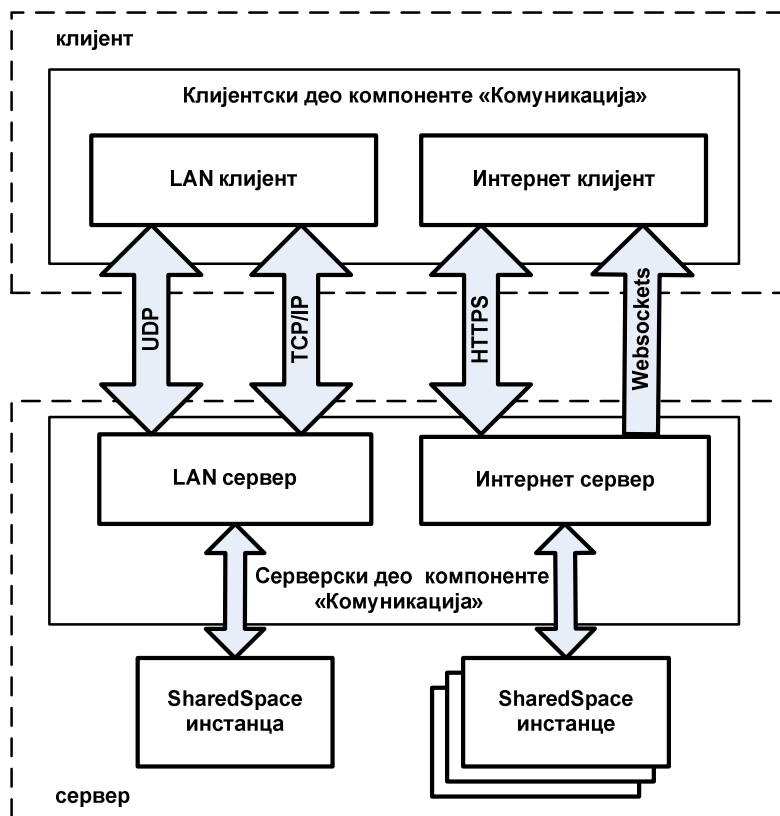 клијент
Клијентски део компоненте «Комуникација»
LAN клијент
Интернет клијент
UDP
TCP/IP
HTTPS
Websockets
LAN сервер
Интернет сервер
Серверски део компоненте
«Комуникација»
SharedSpace
инстанца
SharedSpace
инстанце
сервер